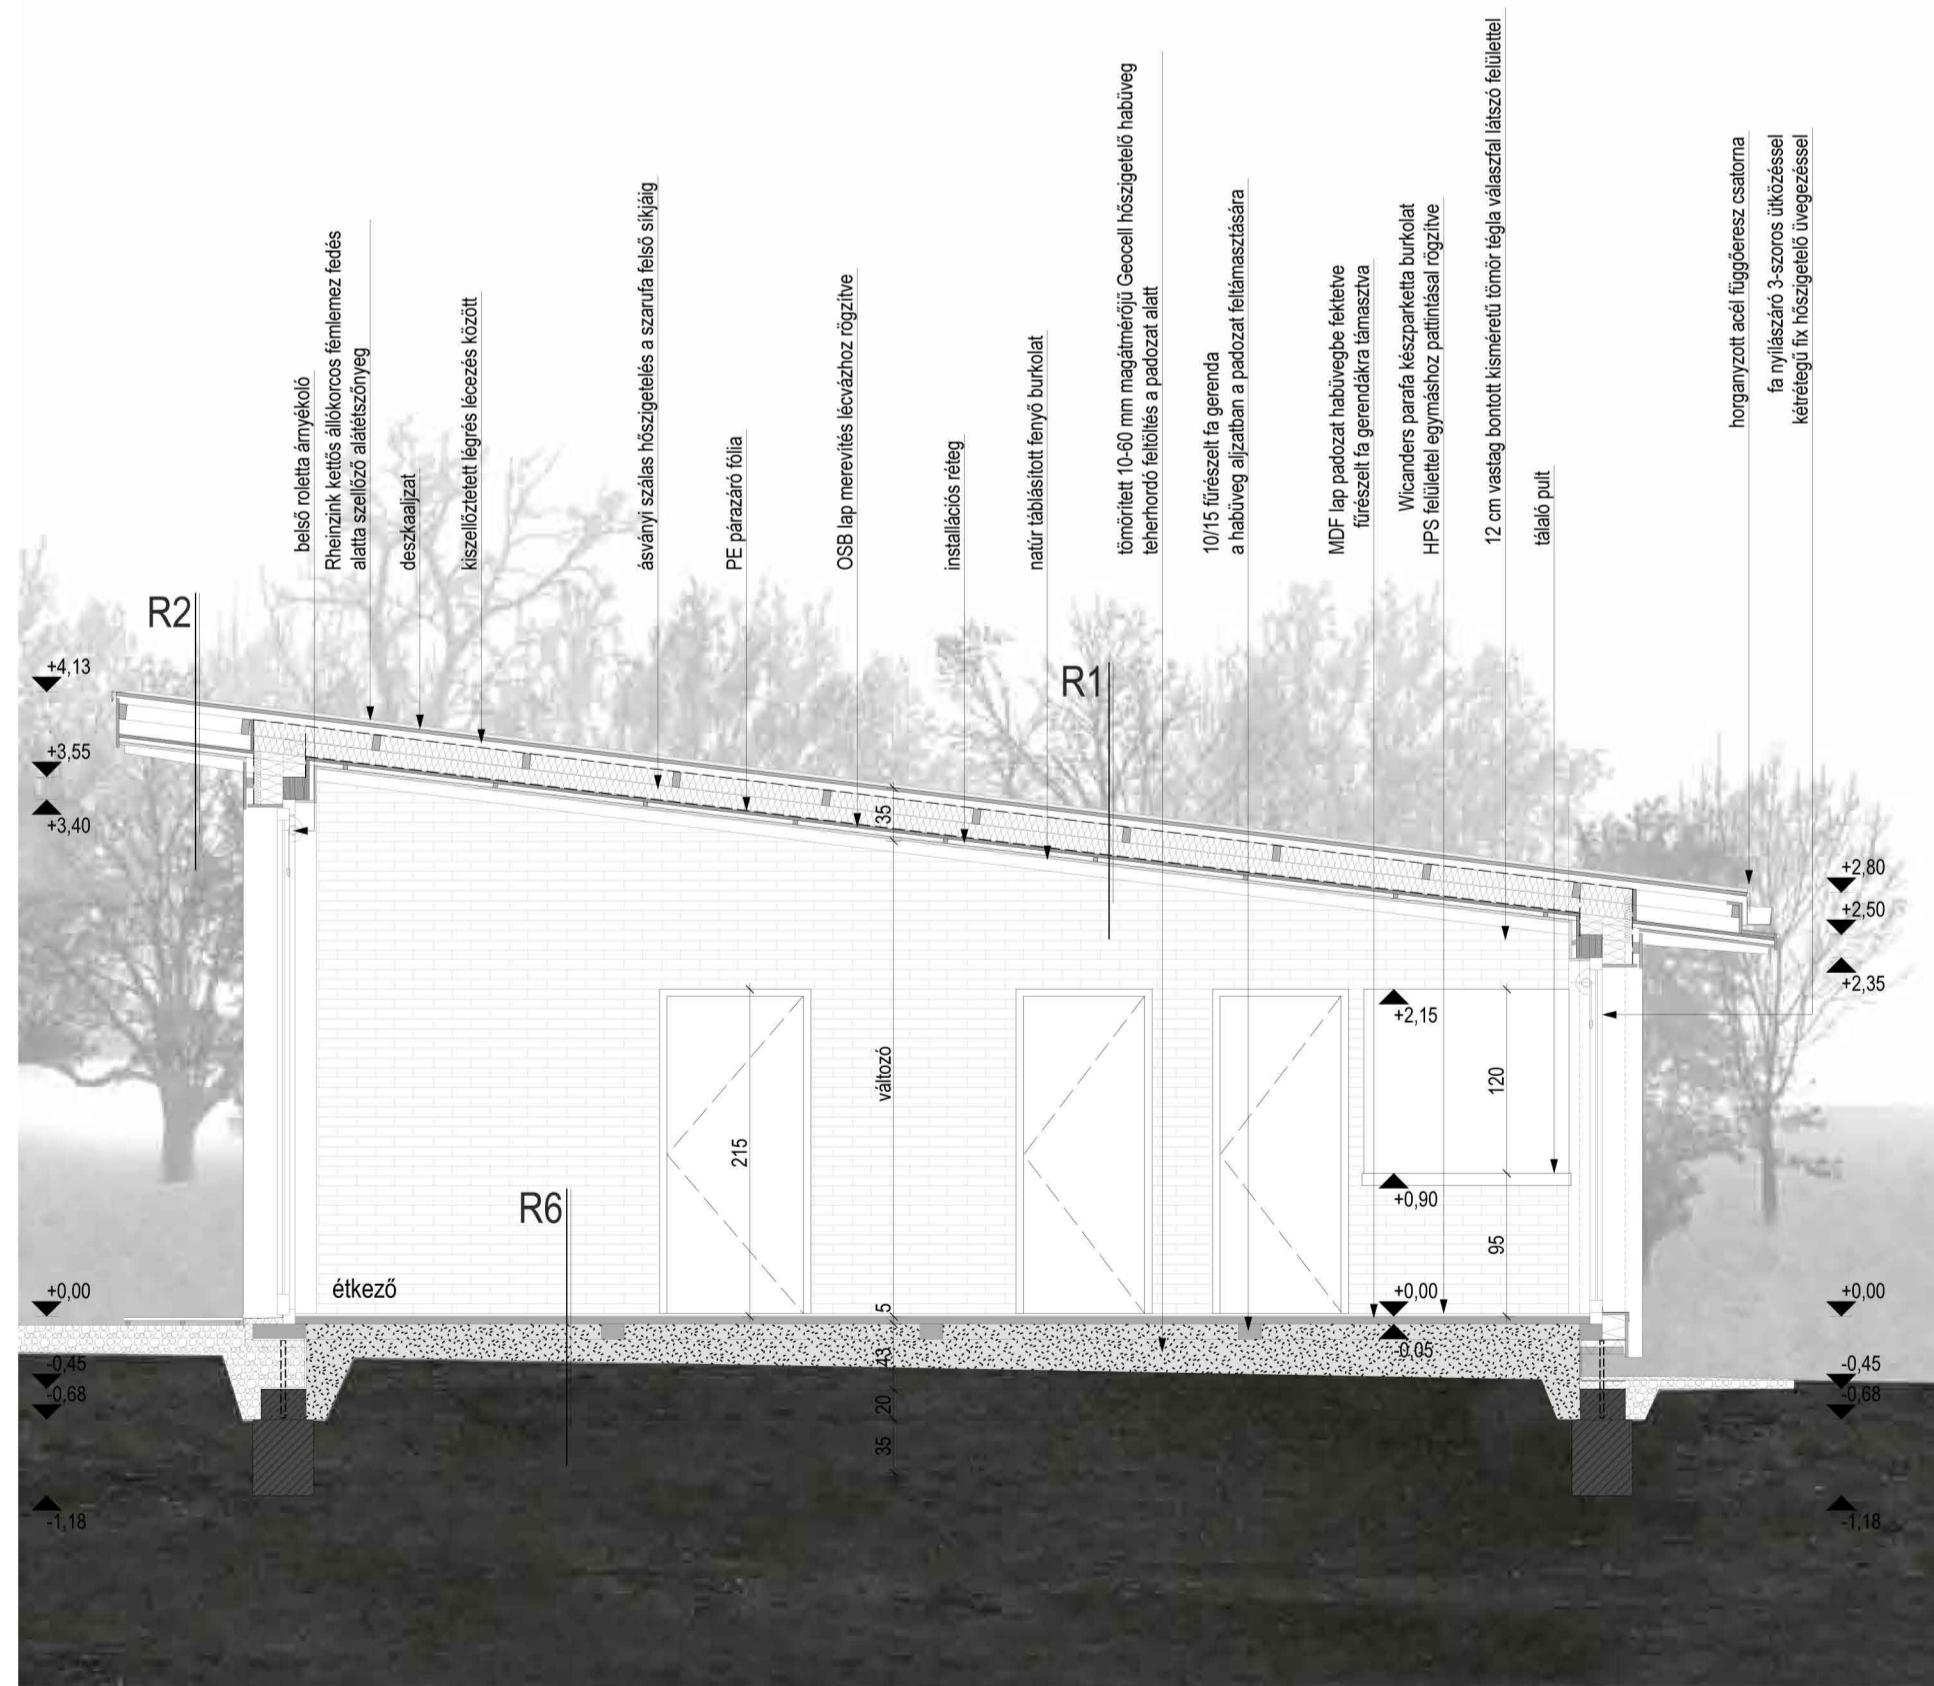 belső roletta árnyékoló
Rheinzink kettős állókorcos fémlemez fedés
alatta szellőző alátétszőnyeg
deszkaaljzat
kiszellőztetett légrés lécezés között
ásványi szálas hőszigetelés a szarufa felső síkjáig
PE párazáró fólia
OSB lap merevítés lécvázhoz rögzítve
installációs réteg
natúr táblásított fenyő burkolat
tömörített 10-60 mm magátmérőjű Geocell hőszigetelő habüveg
teherhordó feltöltés a padozat alatt
10/15 fűrészelt fa gerenda
a habüveg aljzatban a padozat feltámasztására
MDF lap padozat habüvegbe fektetve
fűrészelt fa gerendákra támasztva
Wicanders parafa készparketta burkolat
HPS felülettel egymáshoz pattintásal rögzítve
12 cm vastag bontott kisméretű tömör tégla válaszfal látszó felülettel
tálaló pult
horganyzott acél függőeresz csatorna
fa nyílászáró 3-szoros ütközéssel
kétrétegű fix hőszigetelő üvegezéssel
R2
R1
R6
+4,13
+3,55
+3,40
+0,00
-0,45
-0,68
-1,18
étkező
215
35
változó
5
43
20
35
+2,15
120
+0,90
95
+0,00
-0,05
+2,80
+2,50
+2,35
+0,00
-0,45
-0,68
-1,18